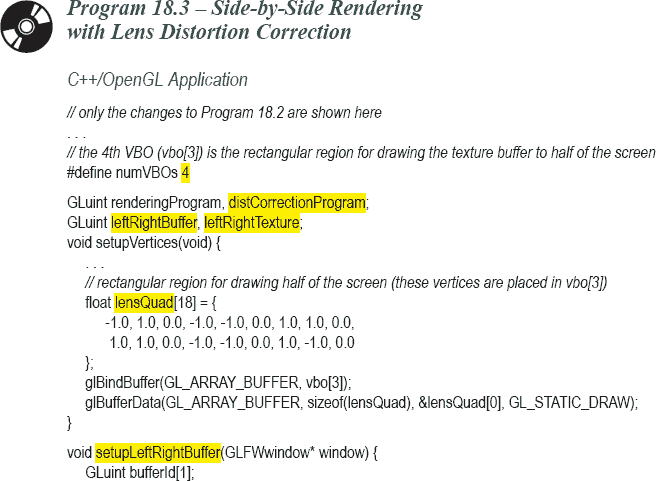 Program 18.3 – Side-by-Side Rendering
with Lens Distortion Correction
C++/OpenGL Application
// only the changes to Program 18.2 are shown here
. . .
// the 4th VBO (vbo[3]) is the rectangular region for drawing the texture buffer to half of the screen
#define numVBOs 4
GLuint renderingProgram, distCorrectionProgram;
GLuint leftRightBuffer, leftRightTexture;
void setupVertices(void) {
. . .
// rectangular region for drawing half of the screen (these vertices are placed in vbo[3])
float lensQuad[18] = {
-1.0, 1.0, 0.0, -1.0, -1.0, 0.0, 1.0, 1.0, 0.0,
1.0, 1.0, 0.0, -1.0, -1.0, 0.0, 1.0, -1.0, 0.0
};
glBindBuffer(GL_ARRAY_BUFFER, vbo[3]);
glBufferData(GL_ARRAY_BUFFER, sizeof(lensQuad), &lensQuad[0], GL_STATIC_DRAW);
}
void setupLeftRightBuffer(GLFWwindow* window) {
GLuint bufferId[1];